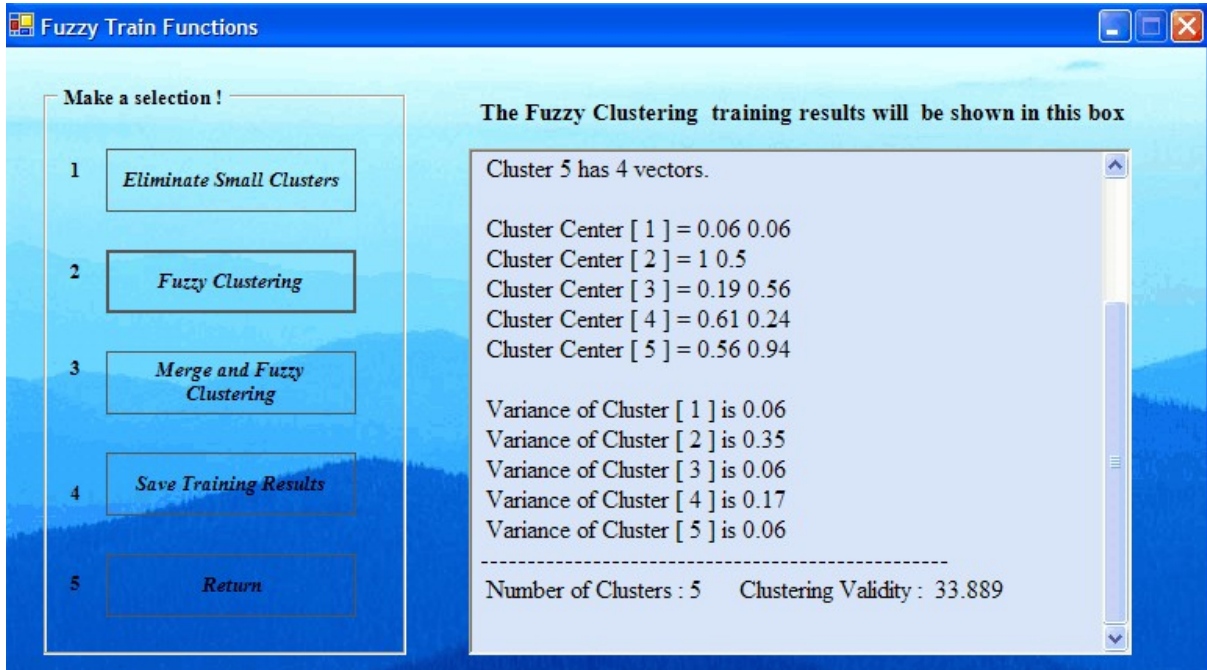 Fuzzy Train Functions
Make a selection !
1 Eliminate Small Clusters
2 Fuzzy Clustering
3 Merge and Fuzzy
Clustering
4 Save Training Results
5 Return
The Fuzzy Clustering training results will be shown in this box
Cluster 5 has 4 vectors.
Cluster Center [ 1 ] = 0.06 0.06
Cluster Center [ 2 ] = 1 0.5
Cluster Center [ 3 ] = 0.19 0.56
Cluster Center [ 4 ] = 0.61 0.24
Cluster Center [ 5 ] = 0.56 0.94
Variance of Cluster [ 1 ] is 0.06
Variance of Cluster [ 2 ] is 0.35
Variance of Cluster [ 3 ] is 0.06
Variance of Cluster [ 4 ] is 0.17
Variance of Cluster [ 5 ] is 0.06
--------------------------------------------------
Number of Clusters : 5 Clustering Validity : 33.889